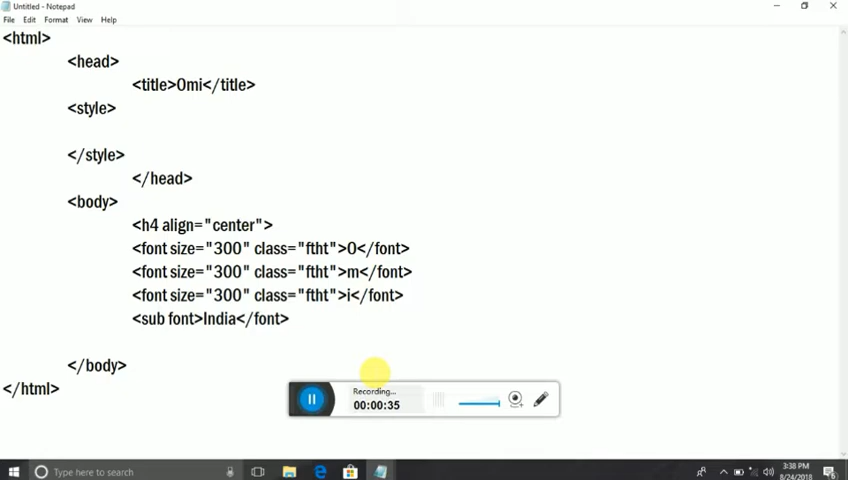 Untitled - Notepad
File Edit Format View Help
<html>
<head>
<title>Omi</title>
<style>
</style>
</head>
<body>
<h4 align="center">
<font size="300" class="ftht">O</font>
<font size="300" class="ftht">m</font>
<font size="300" class="ftht">i</font>
<sub font>India</font>
</body>
</html>
Recording...
00:00:35
Type here to search
3:38 PM
8/24/2018